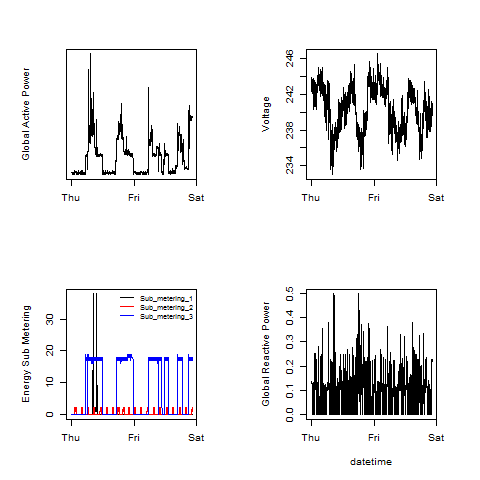 Global Active Power
Thu Fri Sat
Voltage
246
242
238
234
Thu Fri Sat
Energy Sub Metering
30
20
10
0
Sub_metering_1
Sub_metering_2
Sub_metering_3
Thu Fri Sat
Global Reactive Power
0.5
0.4
0.3
0.2
0.1
0.0
Thu Fri Sat
datetime